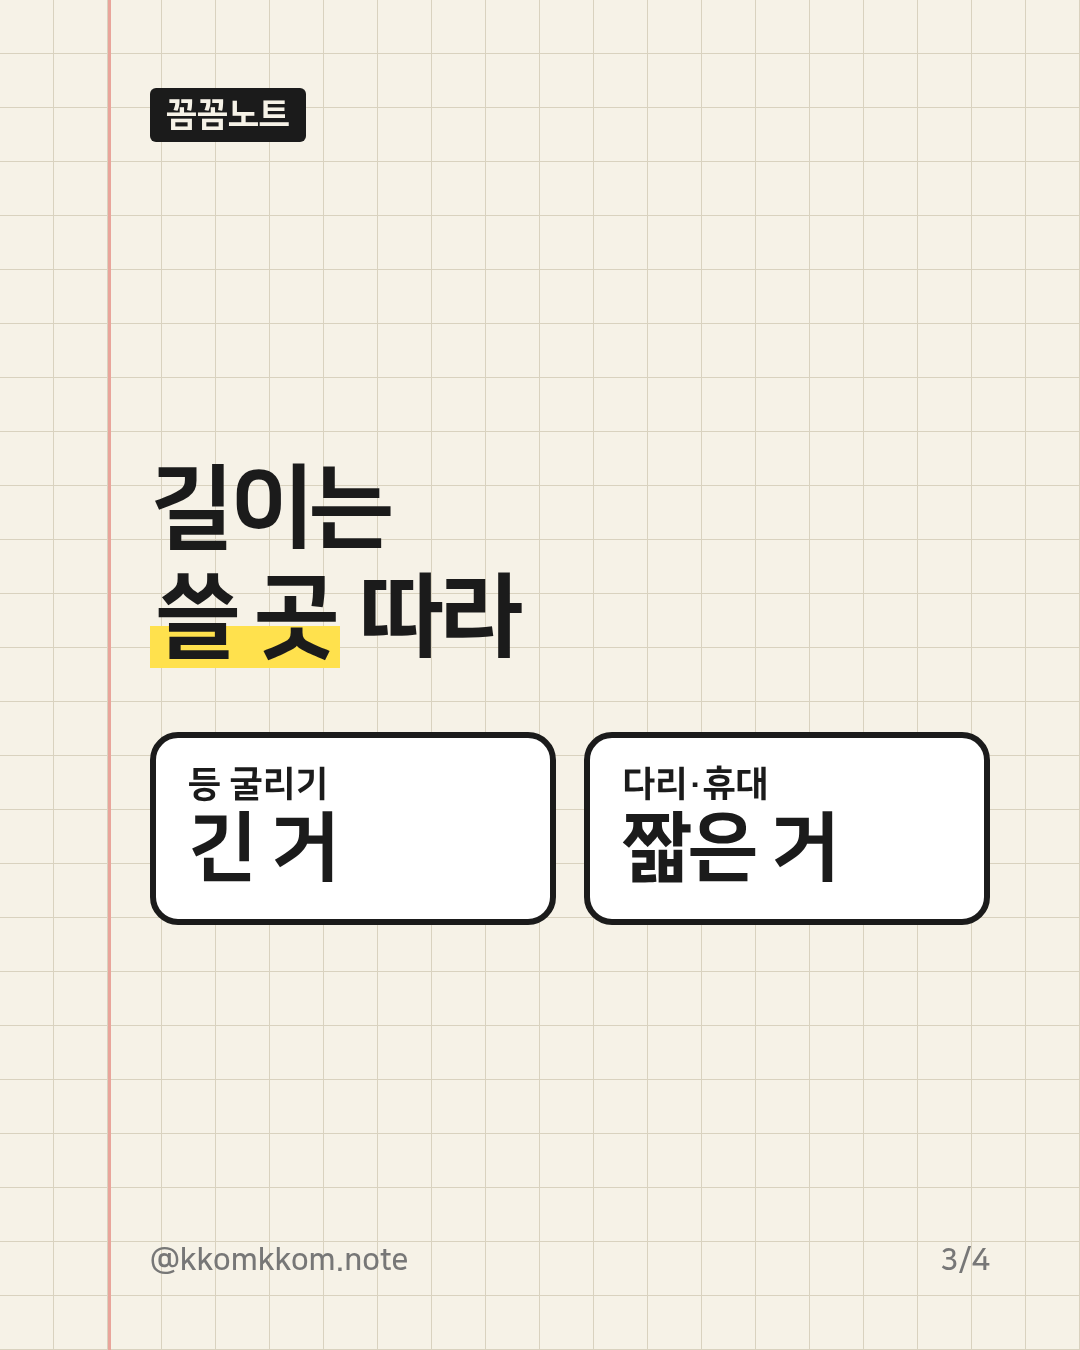 꼼꼼노트
길이는
쓸 곳 따라
등 굴리기
긴 거
다리·휴대
짧은 거
@kkomkkom.note
3/4